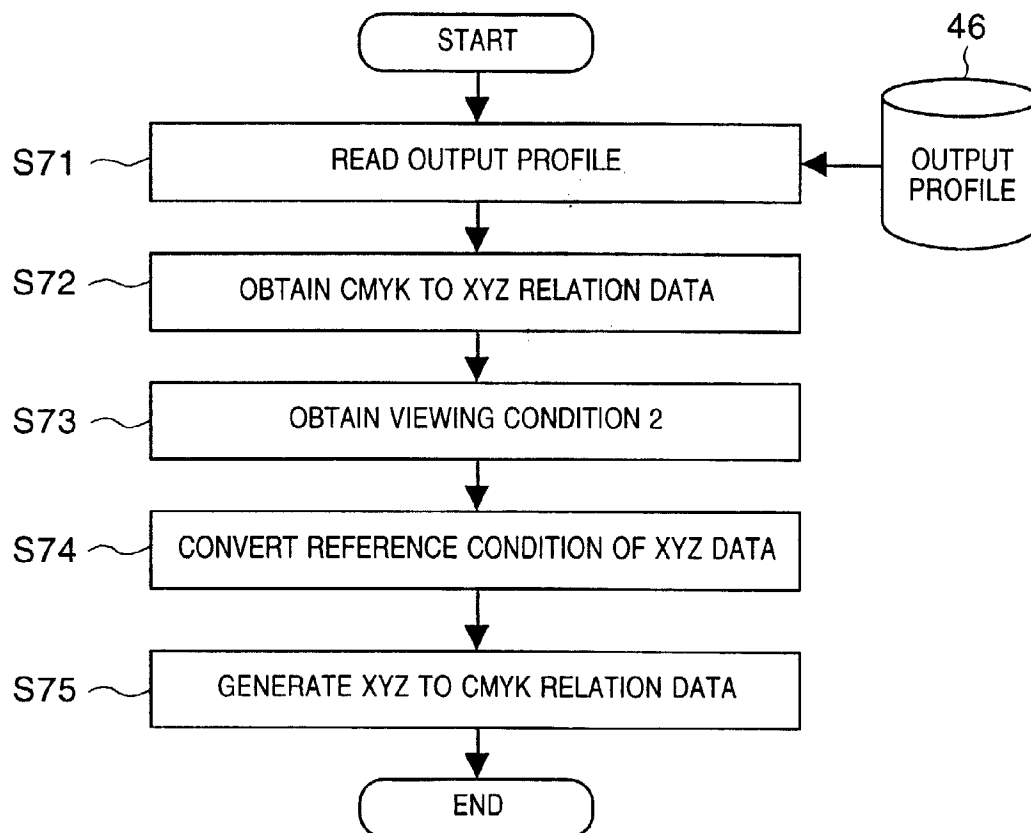 START
46
S71
READ OUTPUT PROFILE
OUTPUT
PROFILE
S72
OBTAIN CMYK TO XYZ RELATION DATA
S73
OBTAIN VIEWING CONDITION 2
S74
CONVERT REFERENCE CONDITION OF XYZ DATA
S75
GENERATE XYZ TO CMYK RELATION DATA
END